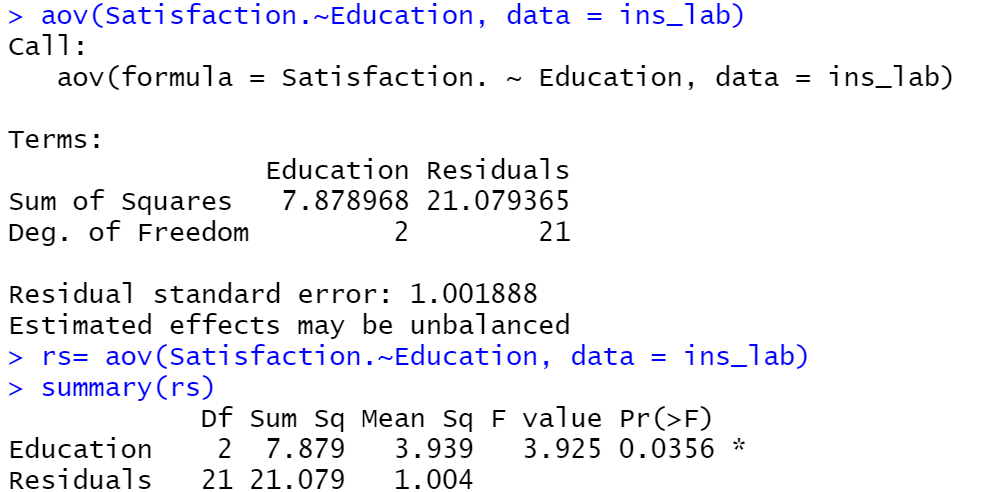 > aov(Satisfaction.~Education, data = ins_lab)
Call:
   aov(formula = Satisfaction. ~ Education, data = ins_lab)

Terms:
                Education Residuals
Sum of Squares   7.878968 21.079365
Deg. of Freedom         2        21

Residual standard error: 1.001888
Estimated effects may be unbalanced
> rs= aov(Satisfaction.~Education, data = ins_lab)
> summary(rs)
            Df Sum Sq Mean Sq F value Pr(>F)
Education    2  7.879   3.939   3.925 0.0356 *
Residuals   21 21.079   1.004